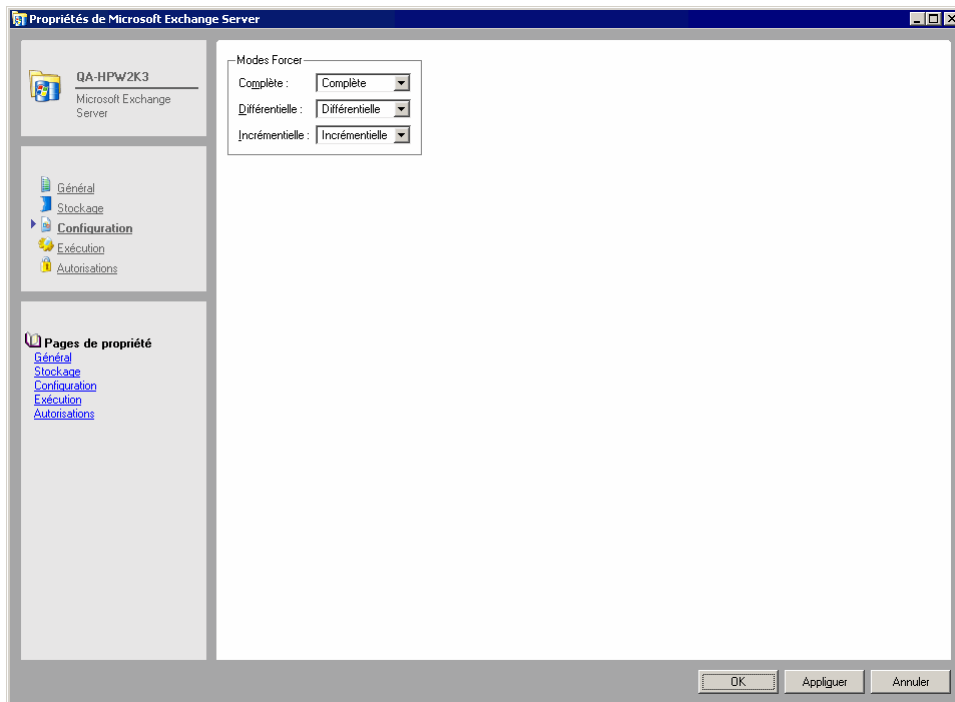 Propriétés de Microsoft Exchange Server
QA-HPW2K3
Microsoft Exchange
Server
Général
Stockage
Configuration
Exécution
Autorisations
Pages de propriété
Général
Stockage
Configuration
Exécution
Autorisations
Modes Forcer
Complète : Complète
Différentielle : Différentielle
Incrémentielle : Incrémentielle
OK Appliquer Annuler